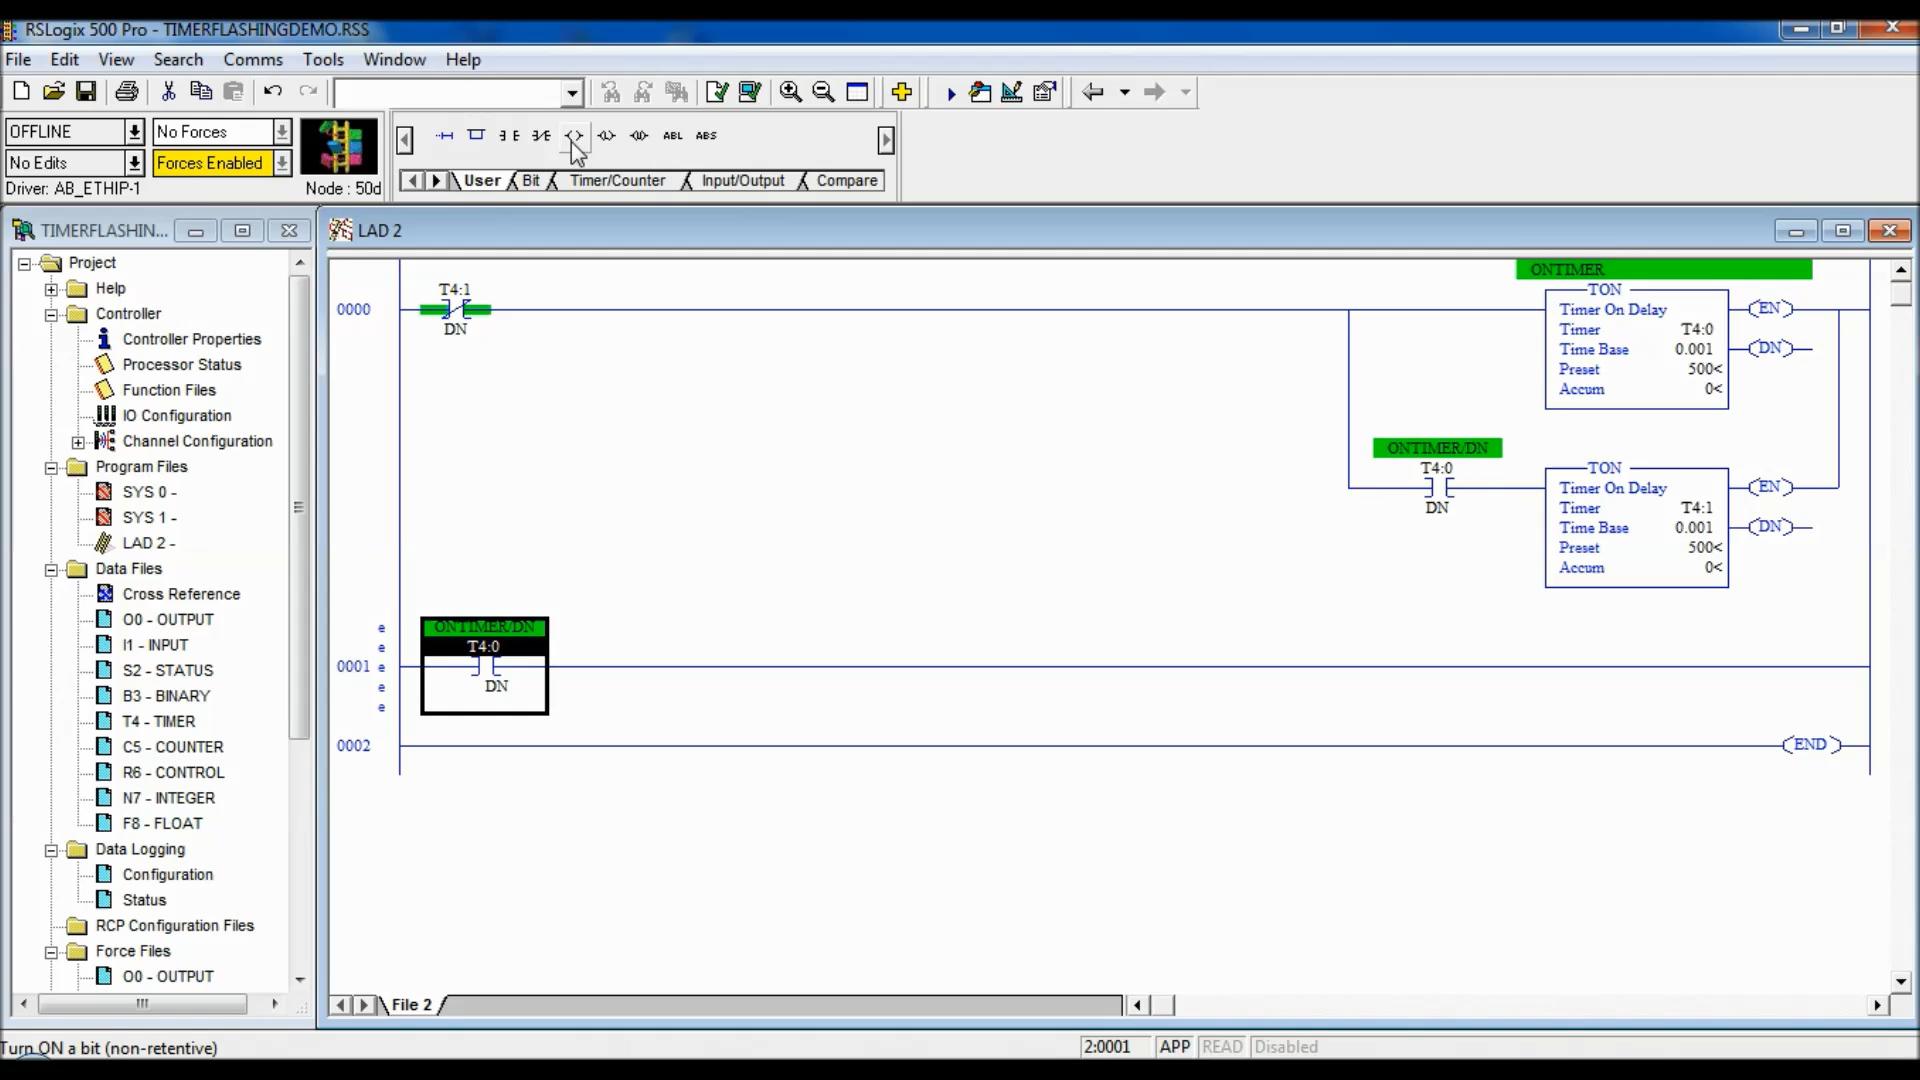 RSLogix 500 Pro - TIMERFLASHINGDEMO.RSS
File Edit View Search Comms Tools Window Help
OFFLINE No Forces
No Edits Forces Enabled
Driver: AB_ETHIP-1 Node : 50d
ABL ABS
User Bit Timer/Counter Input/Output Compare
TIMERFLASHIN...
Project
Help
Controller
Controller Properties
Processor Status
Function Files
IO Configuration
Channel Configuration
Program Files
SYS 0 -
SYS 1 -
LAD 2 -
Data Files
Cross Reference
O0 - OUTPUT
I1 - INPUT
S2 - STATUS
B3 - BINARY
T4 - TIMER
C5 - COUNTER
R6 - CONTROL
N7 - INTEGER
F8 - FLOAT
Data Logging
Configuration
Status
RCP Configuration Files
Force Files
O0 - OUTPUT
LAD 2
0000
T4:1
DN
ONTIMER
TON
Timer On Delay
Timer T4:0
Time Base 0.001
Preset 500<
Accum 0<
EN
DN
ONTIMER/DN
T4:0
DN
TON
Timer On Delay
Timer T4:1
Time Base 0.001
Preset 500<
Accum 0<
EN
DN
e
e
0001 e
e
e
ONTIMER/DN
T4:0
DN
0002
END
File 2
Turn ON a bit (non-retentive)
2:0001 APP READ Disabled